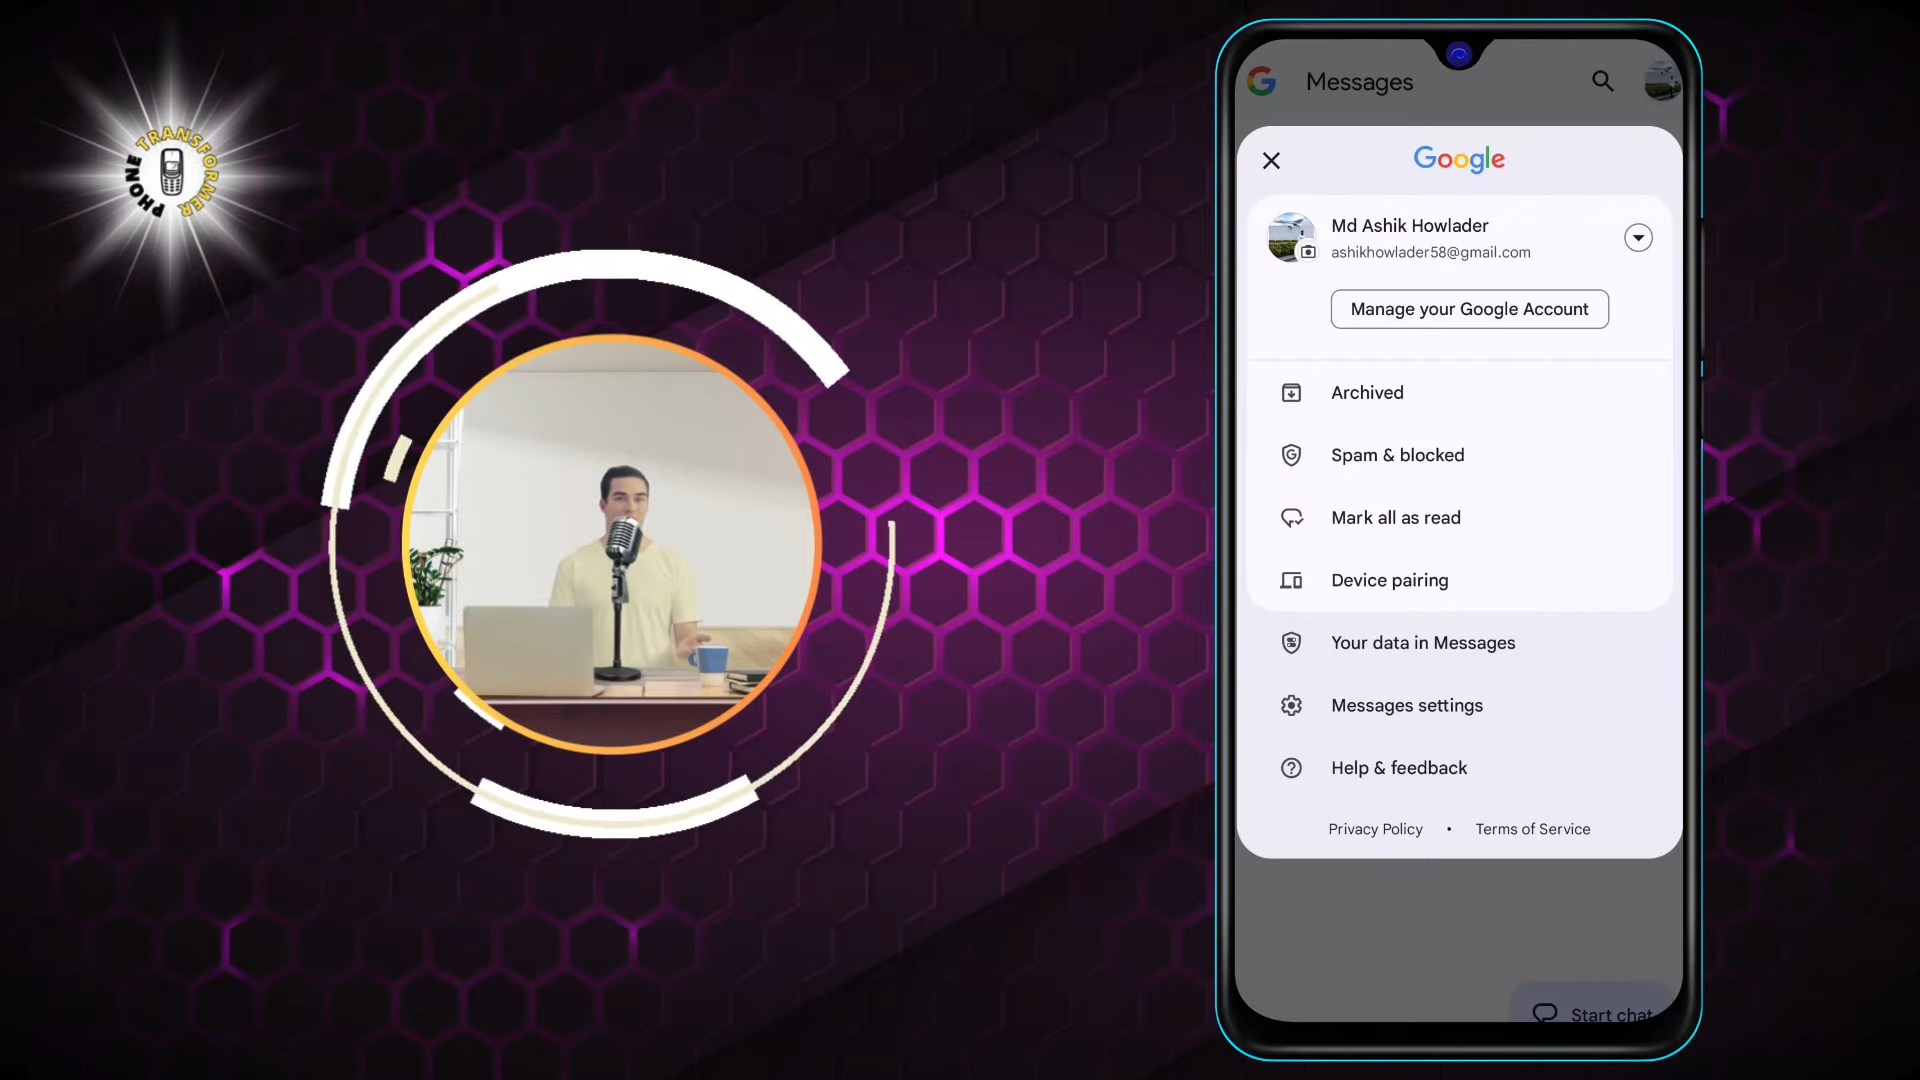 PHONE TRANSFORMER
Messages
Google
Md Ashik Howlader
ashikhowlader58@gmail.com
Manage your Google Account
Archived
Spam & blocked
Mark all as read
Device pairing
Your data in Messages
Messages settings
Help & feedback
Privacy Policy • Terms of Service
Start chat